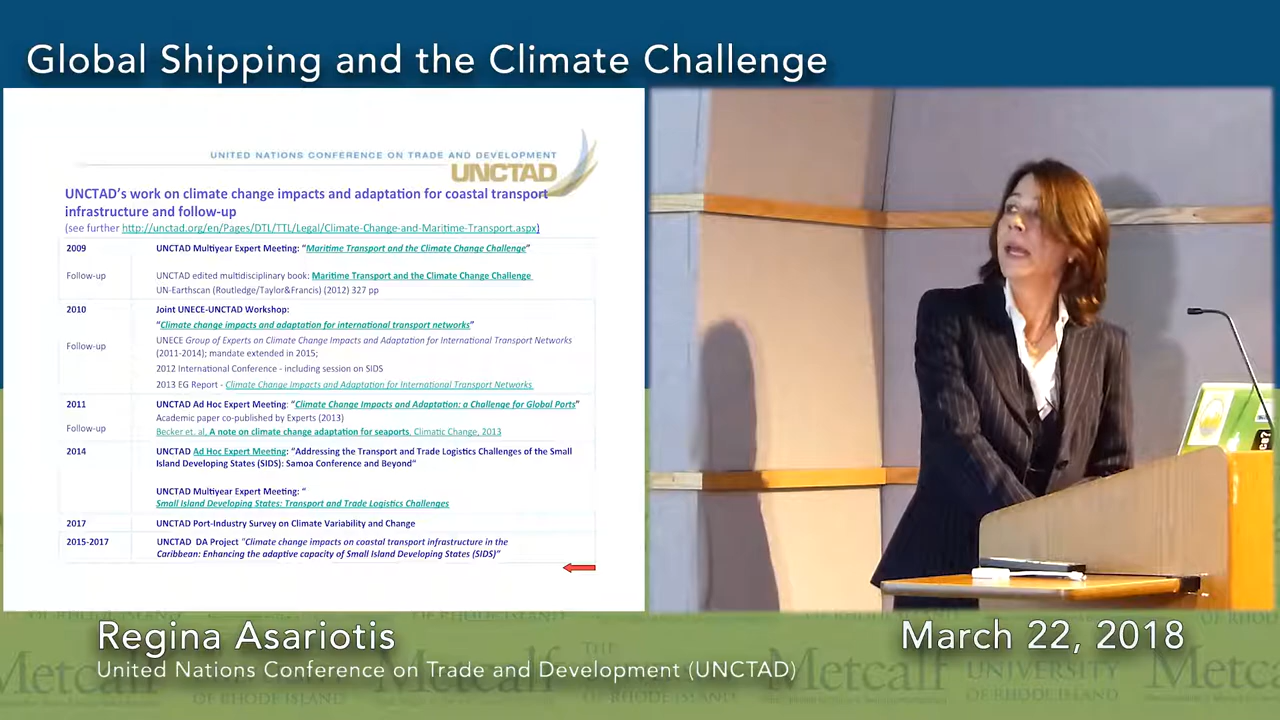 Global Shipping and the Climate Challenge
UNITED NATIONS CONFERENCE ON TRADE AND DEVELOPMENT
UNCTAD
UNCTAD's work on climate change impacts and adaptation for coastal transport
infrastructure and follow-up
(see further http://unctad.org/en/Pages/DTL/TTL/Legal/Climate-Change-and-Maritime-Transport.aspx)
2009 UNCTAD Multiyear Expert Meeting: "Maritime Transport and the Climate Change Challenge"
Follow-up UNCTAD edited multidisciplinary book: Maritime Transport and the Climate Change Challenge
UN-Earthscan (Routledge/Taylor&Francis) (2012) 327 pp
2010 Joint UNECE-UNCTAD Workshop:
"Climate change impacts and adaptation for international transport networks"
Follow-up UNECE Group of Experts on Climate Change Impacts and Adaptation for International Transport Networks
(2011-2014); mandate extended in 2015;
2012 International Conference - including session on SIDS
2013 EG Report - Climate Change Impacts and Adaptation for International Transport Networks
2011 UNCTAD Ad Hoc Expert Meeting: "Climate Change Impacts and Adaptation: a Challenge for Global Ports"
Academic paper co-published by Experts (2013)
Follow-up Becker et. al, A note on climate change adaptation for seaports, Climatic Change, 2013
2014 UNCTAD Ad Hoc Expert Meeting: "Addressing the Transport and Trade Logistics Challenges of the Small
Island Developing States (SIDS): Samoa Conference and Beyond"
UNCTAD Multiyear Expert Meeting: "
Small Island Developing States: Transport and Trade Logistics Challenges
2017 UNCTAD Port-Industry Survey on Climate Variability and Change
2015-2017 UNCTAD DA Project "Climate change impacts on coastal transport infrastructure in the
Caribbean: Enhancing the adaptive capacity of Small Island Developing States (SIDS)"
Regina Asariotis
United Nations Conference on Trade and Development (UNCTAD)
March 22, 2018
Metcalf
THE
UNIVERSITY
OF RHODE ISLAND